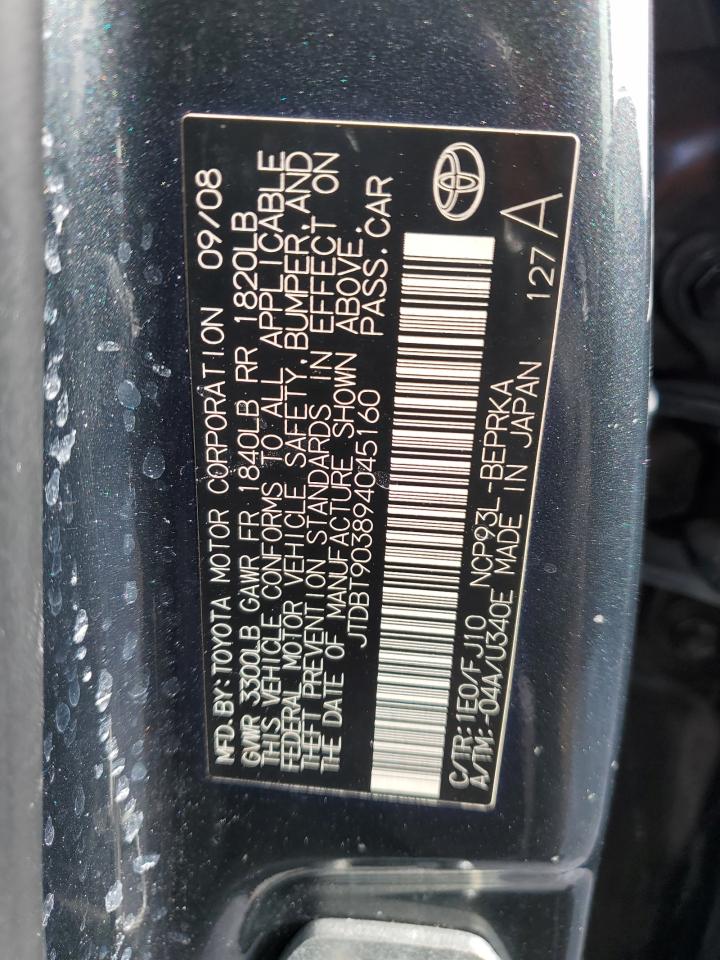 MFD. BY: TOYOTA MOTOR CORPORATION 09/08
GVWR 3300LB GAWR FR 1840LB RR 1820LB
THIS VEHICLE CONFORMS TO ALL APPLICABLE
FEDERAL MOTOR VEHICLE SAFETY, BUMPER, AND
THEFT PREVENTION STANDARDS IN EFFECT ON
THE DATE OF MANUFACTURE SHOWN ABOVE.
JTDBT903894045160 PASS. CAR
C/TR: 1E0/FJ10 NCP93L-BEPRKA 127 A
A/TM: -04A/U340E MADE IN JAPAN